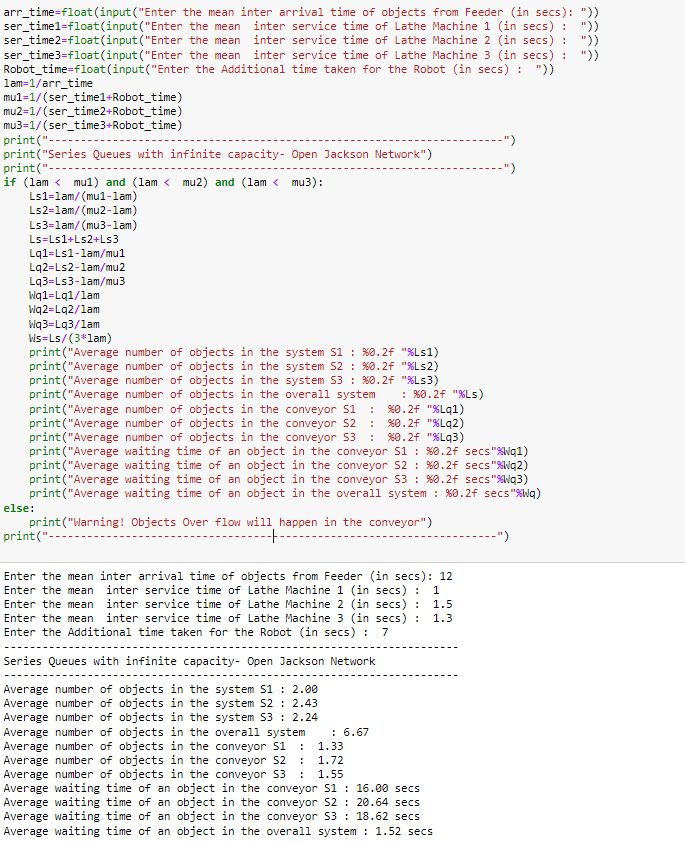 arr_time=float(input("Enter the mean inter arrival time of objects from Feeder (in secs): "))
ser_time1=float(input("Enter the mean  inter service time of Lathe Machine 1 (in secs) :  "))
ser_time2=float(input("Enter the mean  inter service time of Lathe Machine 2 (in secs) :  "))
ser_time3=float(input("Enter the mean  inter service time of Lathe Machine 3 (in secs) :  "))
Robot_time=float(input("Enter the Additional time taken for the Robot (in secs) :  "))
lam=1/arr_time
mu1=1/(ser_time1+Robot_time)
mu2=1/(ser_time2+Robot_time)
mu3=1/(ser_time3+Robot_time)
print("-----------------------------------------------------------------------")
print("Series Queues with infinite capacity- Open Jackson Network")
print("-----------------------------------------------------------------------")
if (lam <  mu1) and (lam <  mu2) and (lam <  mu3):
    Ls1=lam/(mu1-lam)
    Ls2=lam/(mu2-lam)
    Ls3=lam/(mu3-lam)
    Ls=Ls1+Ls2+Ls3
    Lq1=Ls1-lam/mu1
    Lq2=Ls2-lam/mu2
    Lq3=Ls3-lam/mu3
    Wq1=Lq1/lam
    Wq2=Lq2/lam
    Wq3=Lq3/lam
    Ws=Ls/(3*lam)
    print("Average number of objects in the system S1 : %0.2f "%Ls1)
    print("Average number of objects in the system S2 : %0.2f "%Ls2)
    print("Average number of objects in the system S3 : %0.2f "%Ls3)
    print("Average number of objects in the overall system    : %0.2f "%Ls)
    print("Average number of objects in the conveyor S1  :  %0.2f "%Lq1)
    print("Average number of objects in the conveyor S2  :  %0.2f "%Lq2)
    print("Average number of objects in the conveyor S3  :  %0.2f "%Lq3)
    print("Average waiting time of an object in the conveyor S1 : %0.2f secs"%Wq1)
    print("Average waiting time of an object in the conveyor S2 : %0.2f secs"%Wq2)
    print("Average waiting time of an object in the conveyor S3 : %0.2f secs"%Wq3)
    print("Average waiting time of an object in the overall system : %0.2f secs"%Wq)
else:
    print("Warning! Objects Over flow will happen in the conveyor")
print("----------------------------------------------------------------------")
Enter the mean inter arrival time of objects from Feeder (in secs): 12
Enter the mean  inter service time of Lathe Machine 1 (in secs) :  1
Enter the mean  inter service time of Lathe Machine 2 (in secs) :  1.5
Enter the mean  inter service time of Lathe Machine 3 (in secs) :  1.3
Enter the Additional time taken for the Robot (in secs) :  7
-----------------------------------------------------------------------
Series Queues with infinite capacity- Open Jackson Network
-----------------------------------------------------------------------
Average number of objects in the system S1 : 2.00
Average number of objects in the system S2 : 2.43
Average number of objects in the system S3 : 2.24
Average number of objects in the overall system    : 6.67
Average number of objects in the conveyor S1  :  1.33
Average number of objects in the conveyor S2  :  1.72
Average number of objects in the conveyor S3  :  1.55
Average waiting time of an object in the conveyor S1 : 16.00 secs
Average waiting time of an object in the conveyor S2 : 20.64 secs
Average waiting time of an object in the conveyor S3 : 18.62 secs
Average waiting time of an object in the overall system : 1.52 secs